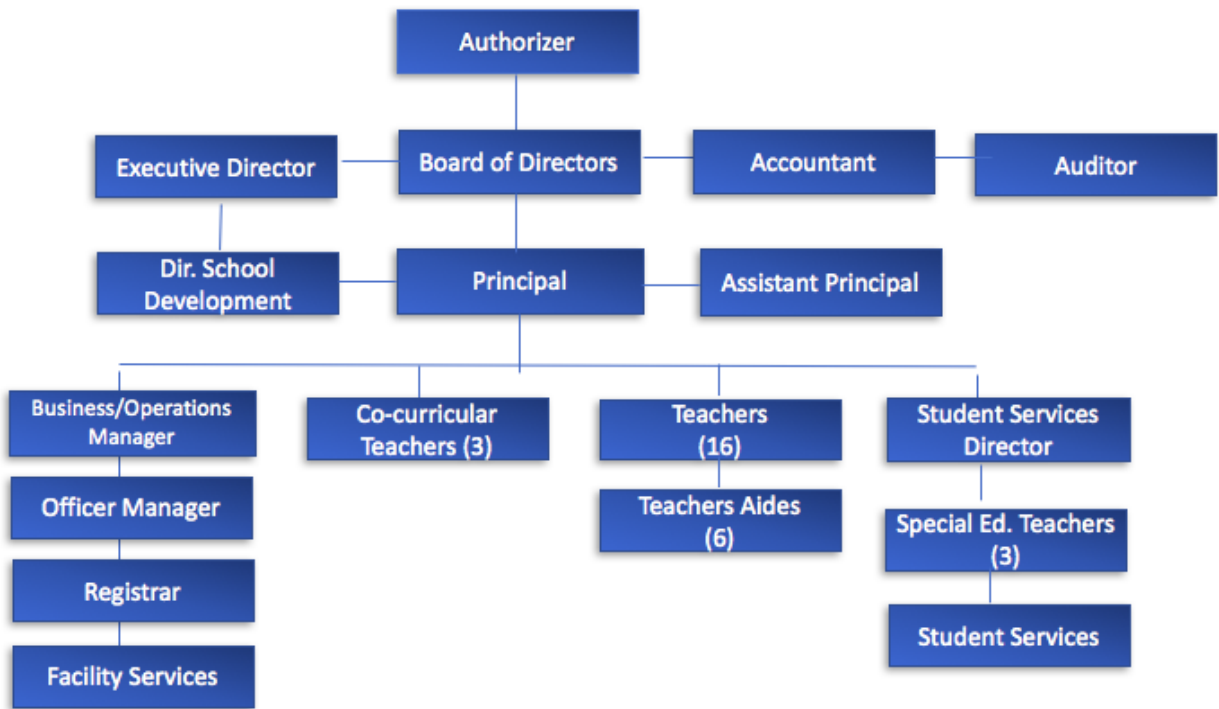 Authorizer
Executive Director
Board of Directors
Accountant
Auditor
Dir. School
Development
Principal
Assistant Principal
Business/Operations
Manager
Officer Manager
Registrar
Facility Services
Co-curricular
Teachers (3)
Teachers
(16)
Teachers Aides
(6)
Student Services
Director
Special Ed. Teachers
(3)
Student Services